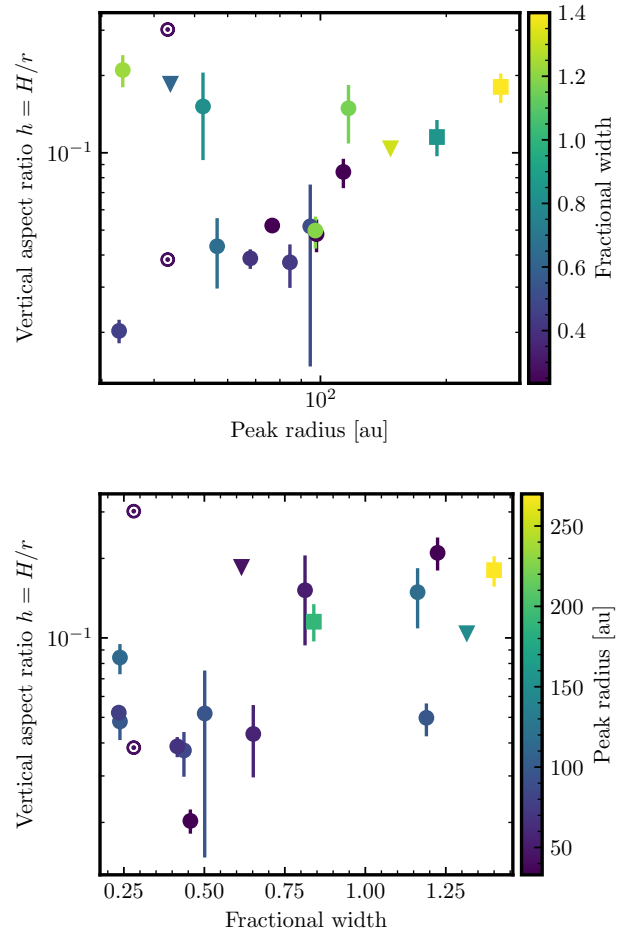 1.4
1.2
1.0
0.8
0.6
0.4
Fractional width
10⁻¹
Vertical aspect ratio h = H/r
10²
Peak radius [au]
250
200
150
100
50
Peak radius [au]
10⁻¹
Vertical aspect ratio h = H/r
0.25 0.50 0.75 1.00 1.25
Fractional width